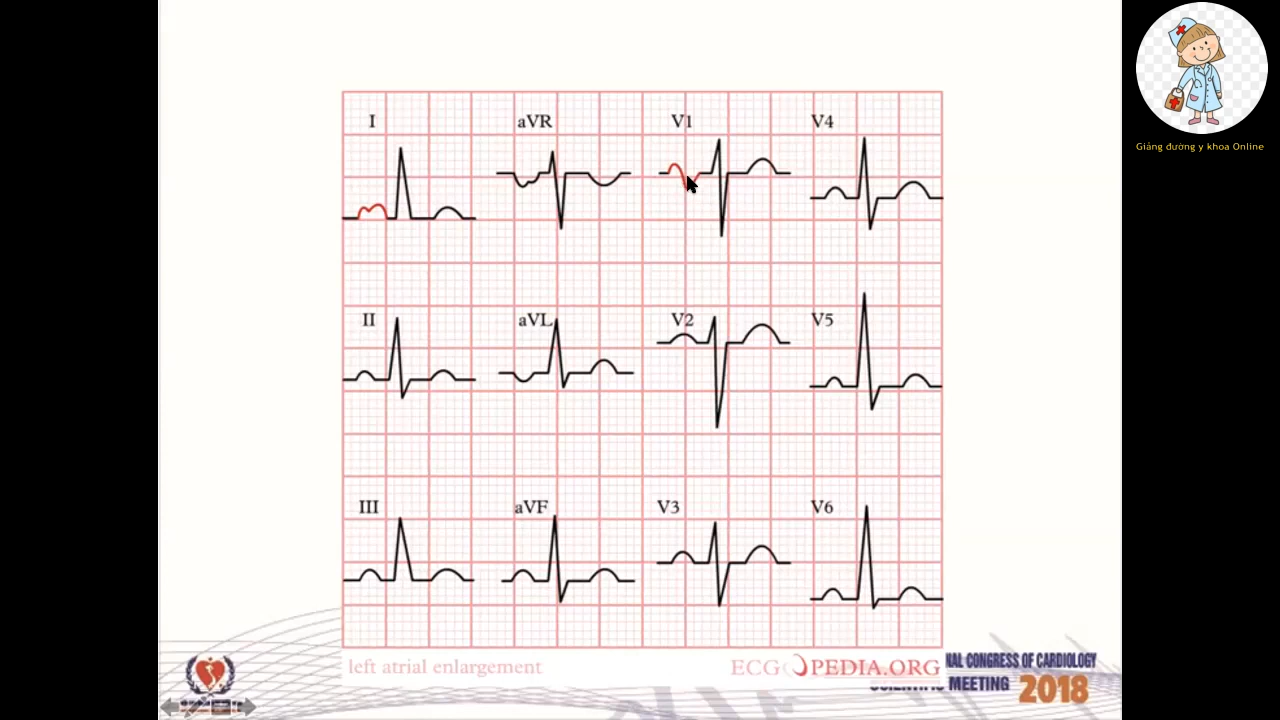 Giảng đường y khoa Online
I
aVR
V1
V4
II
aVL
V2
V5
III
aVF
V3
V6
left atrial enlargement
ECGPEDIA.ORG
NAL CONGRESS OF CARDIOLOGY
MEETING 2018